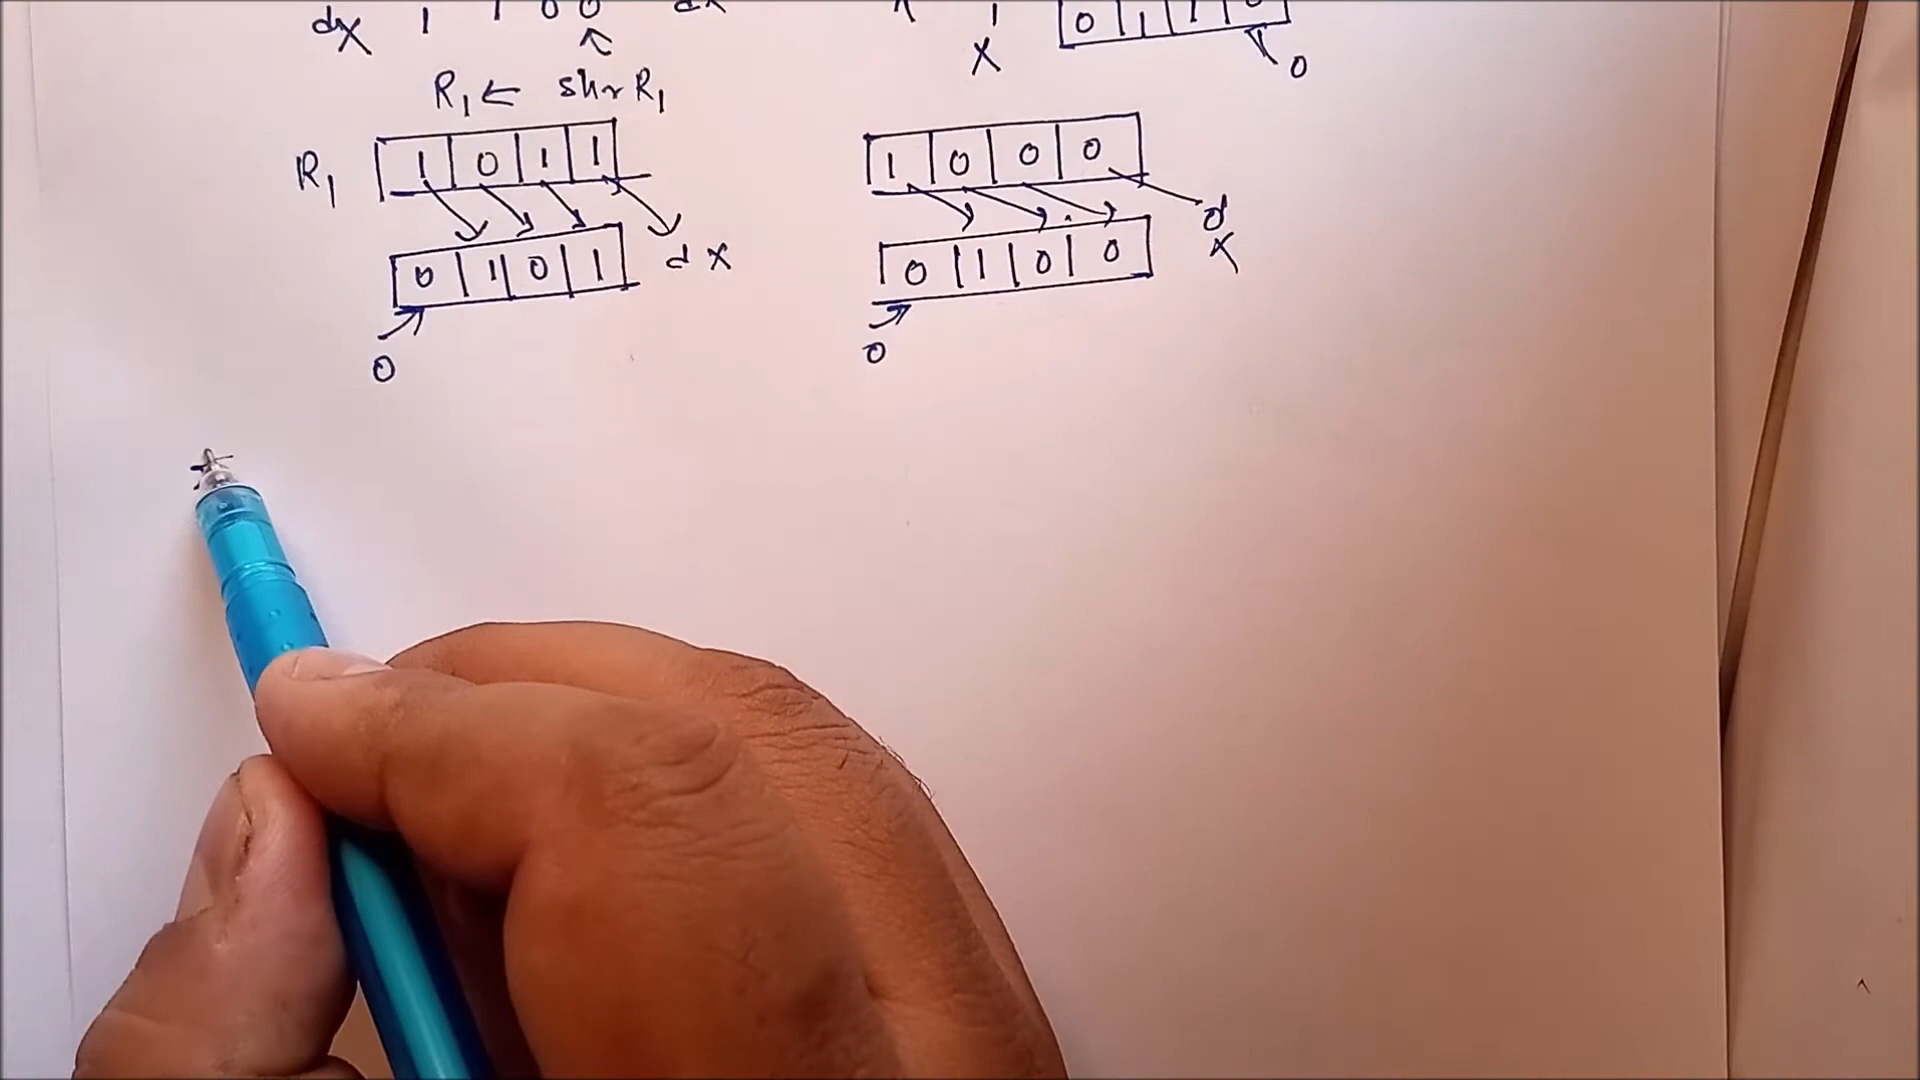 dx 1 1 0 0 dx
1
X
0 1 1
0
R1 ← shr R1
R1 1 0 1 1
0 1 0 1 d X
0
1 0 0 0
d
X
0 1 0 0
0